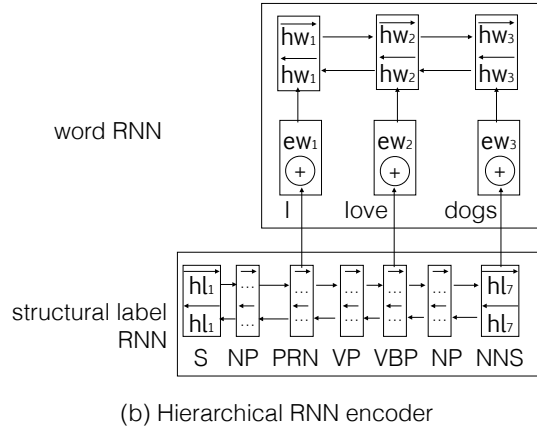 hw1 hw2 hw3
hw1 hw2 hw3
word RNN
ew1 ew2 ew3
+ + +
I love dogs
hl1 ... ... ... ... ... hl7
hl1 ... ... ... ... ... hl7
structural label
RNN
S NP PRN VP VBP NP NNS
(b) Hierarchical RNN encoder